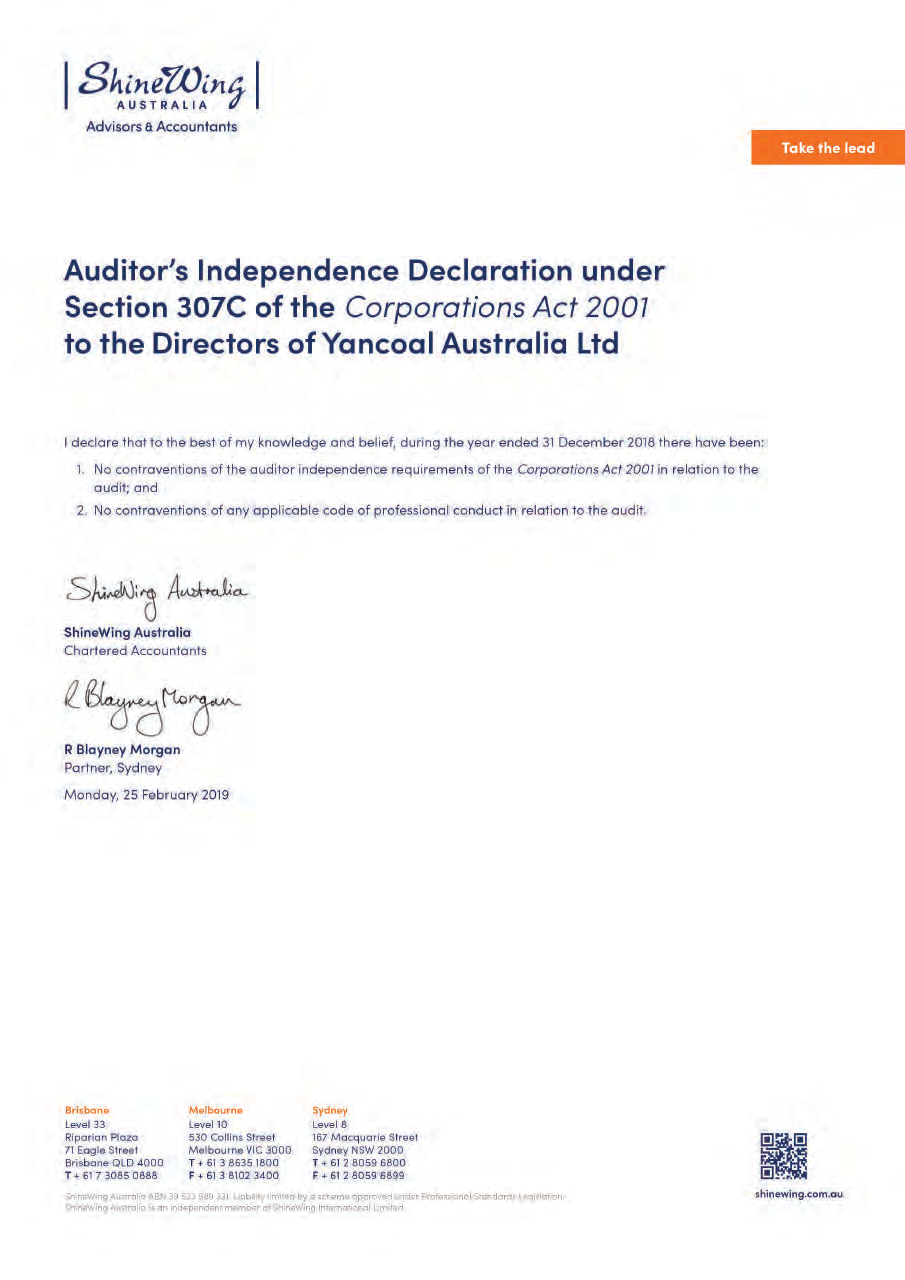 ShineWing
AUSTRALIA
Advisors & Accountants
Take the lead
Auditor's Independence Declaration under
Section 307C of the Corporations Act 2001
to the Directors of Yancoal Australia Ltd
I declare that to the best of my knowledge and belief, during the year ended 31 December 2018 there have been:
1. No contraventions of the auditor independence requirements of the Corporations Act 2001 in relation to the
audit; and
2. No contraventions of any applicable code of professional conduct in relation to the audit.
ShineWing Australia
ShineWing Australia
Chartered Accountants
R Blayney Morgan
R Blayney Morgan
Partner, Sydney
Monday, 25 February 2019
Brisbane
Level 33
Riparian Plaza
71 Eagle Street
Brisbane QLD 4000
T + 61 7 3085 0888
Melbourne
Level 10
530 Collins Street
Melbourne VIC 3000
T + 61 3 8635 1800
F + 61 3 8102 3400
Sydney
Level 8
167 Macquarie Street
Sydney NSW 2000
T + 61 2 8059 6800
F + 61 2 8059 6899
ShineWing Australia ABN 39 533 589 331. Liability limited by a scheme approved under Professional Standards Legislation.
ShineWing Australia is an independent member of ShineWing International Limited.
shinewing.com.au